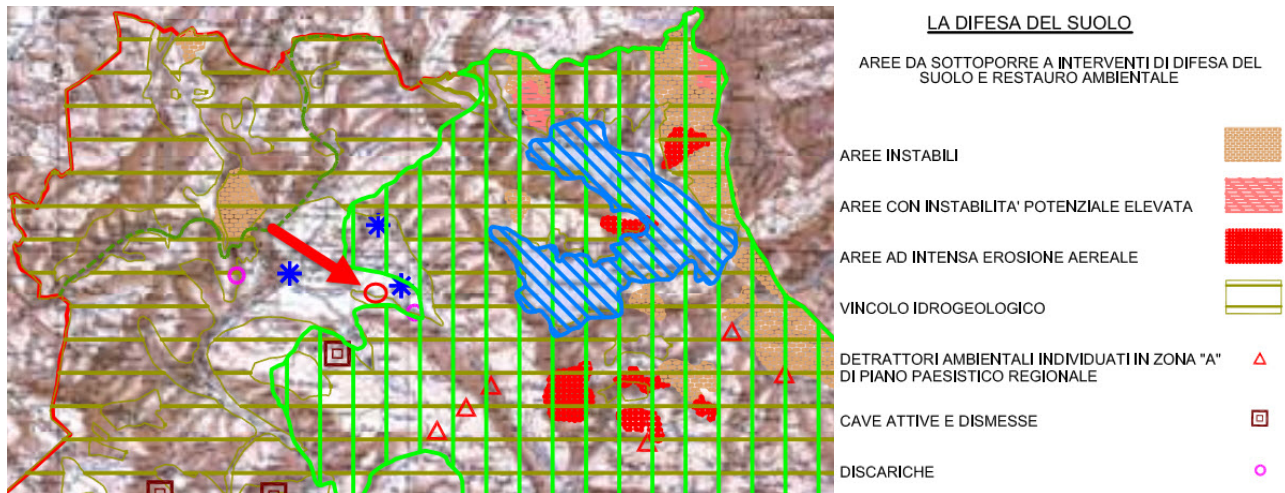 LA DIFESA DEL SUOLO
AREE DA SOTTOPORRE A INTERVENTI DI DIFESA DEL
SUOLO E RESTAURO AMBIENTALE
AREE INSTABILI
AREE CON INSTABILITA' POTENZIALE ELEVATA
AREE AD INTENSA EROSIONE AEREALE
VINCOLO IDROGEOLOGICO
DETRATTORI AMBIENTALI INDIVIDUATI IN ZONA "A"
DI PIANO PAESISTICO REGIONALE
CAVE ATTIVE E DISMESSE
DISCARICHE